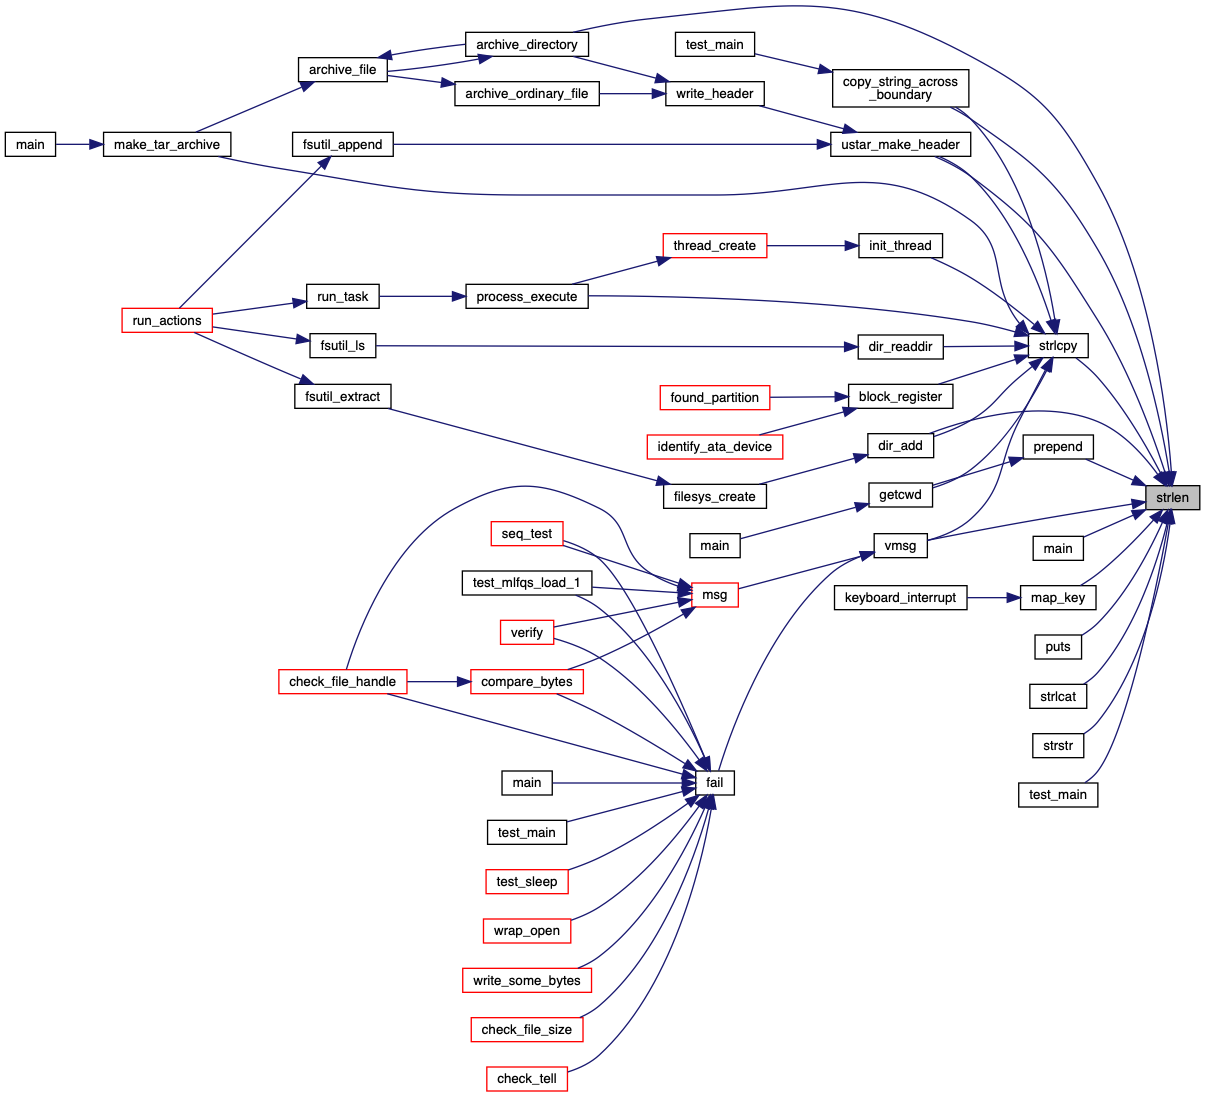 archive_directory
test_main
archive_file
copy_string_across
_boundary
archive_ordinary_file
write_header
main
make_tar_archive
fsutil_append
ustar_make_header
thread_create
init_thread
run_task
process_execute
run_actions
fsutil_ls
dir_readdir
strlcpy
fsutil_extract
found_partition
block_register
identify_ata_device
dir_add
prepend
filesys_create
getcwd
strlen
seq_test
main
vmsg
main
test_mlfqs_load_1
msg
keyboard_interrupt
map_key
verify
puts
check_file_handle
compare_bytes
strlcat
strstr
main
fail
test_main
test_main
test_sleep
wrap_open
write_some_bytes
check_file_size
check_tell